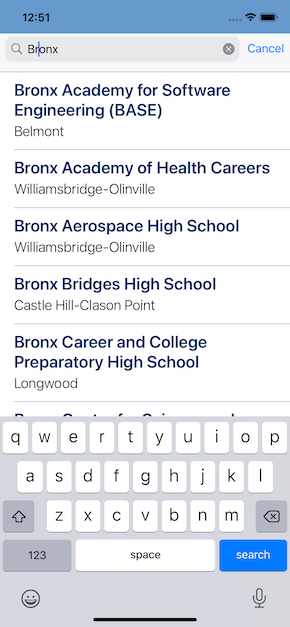 12:51
Bronx
Cancel
Bronx Academy for Software
Engineering (BASE)
Belmont
Bronx Academy of Health Careers
Williamsbridge-Olinville
Bronx Aerospace High School
Williamsbridge-Olinville
Bronx Bridges High School
Castle Hill-Clason Point
Bronx Career and College
Preparatory High School
Longwood
q w e r t y u i o p
a s d f g h j k l
z x c v b n m
123 space search